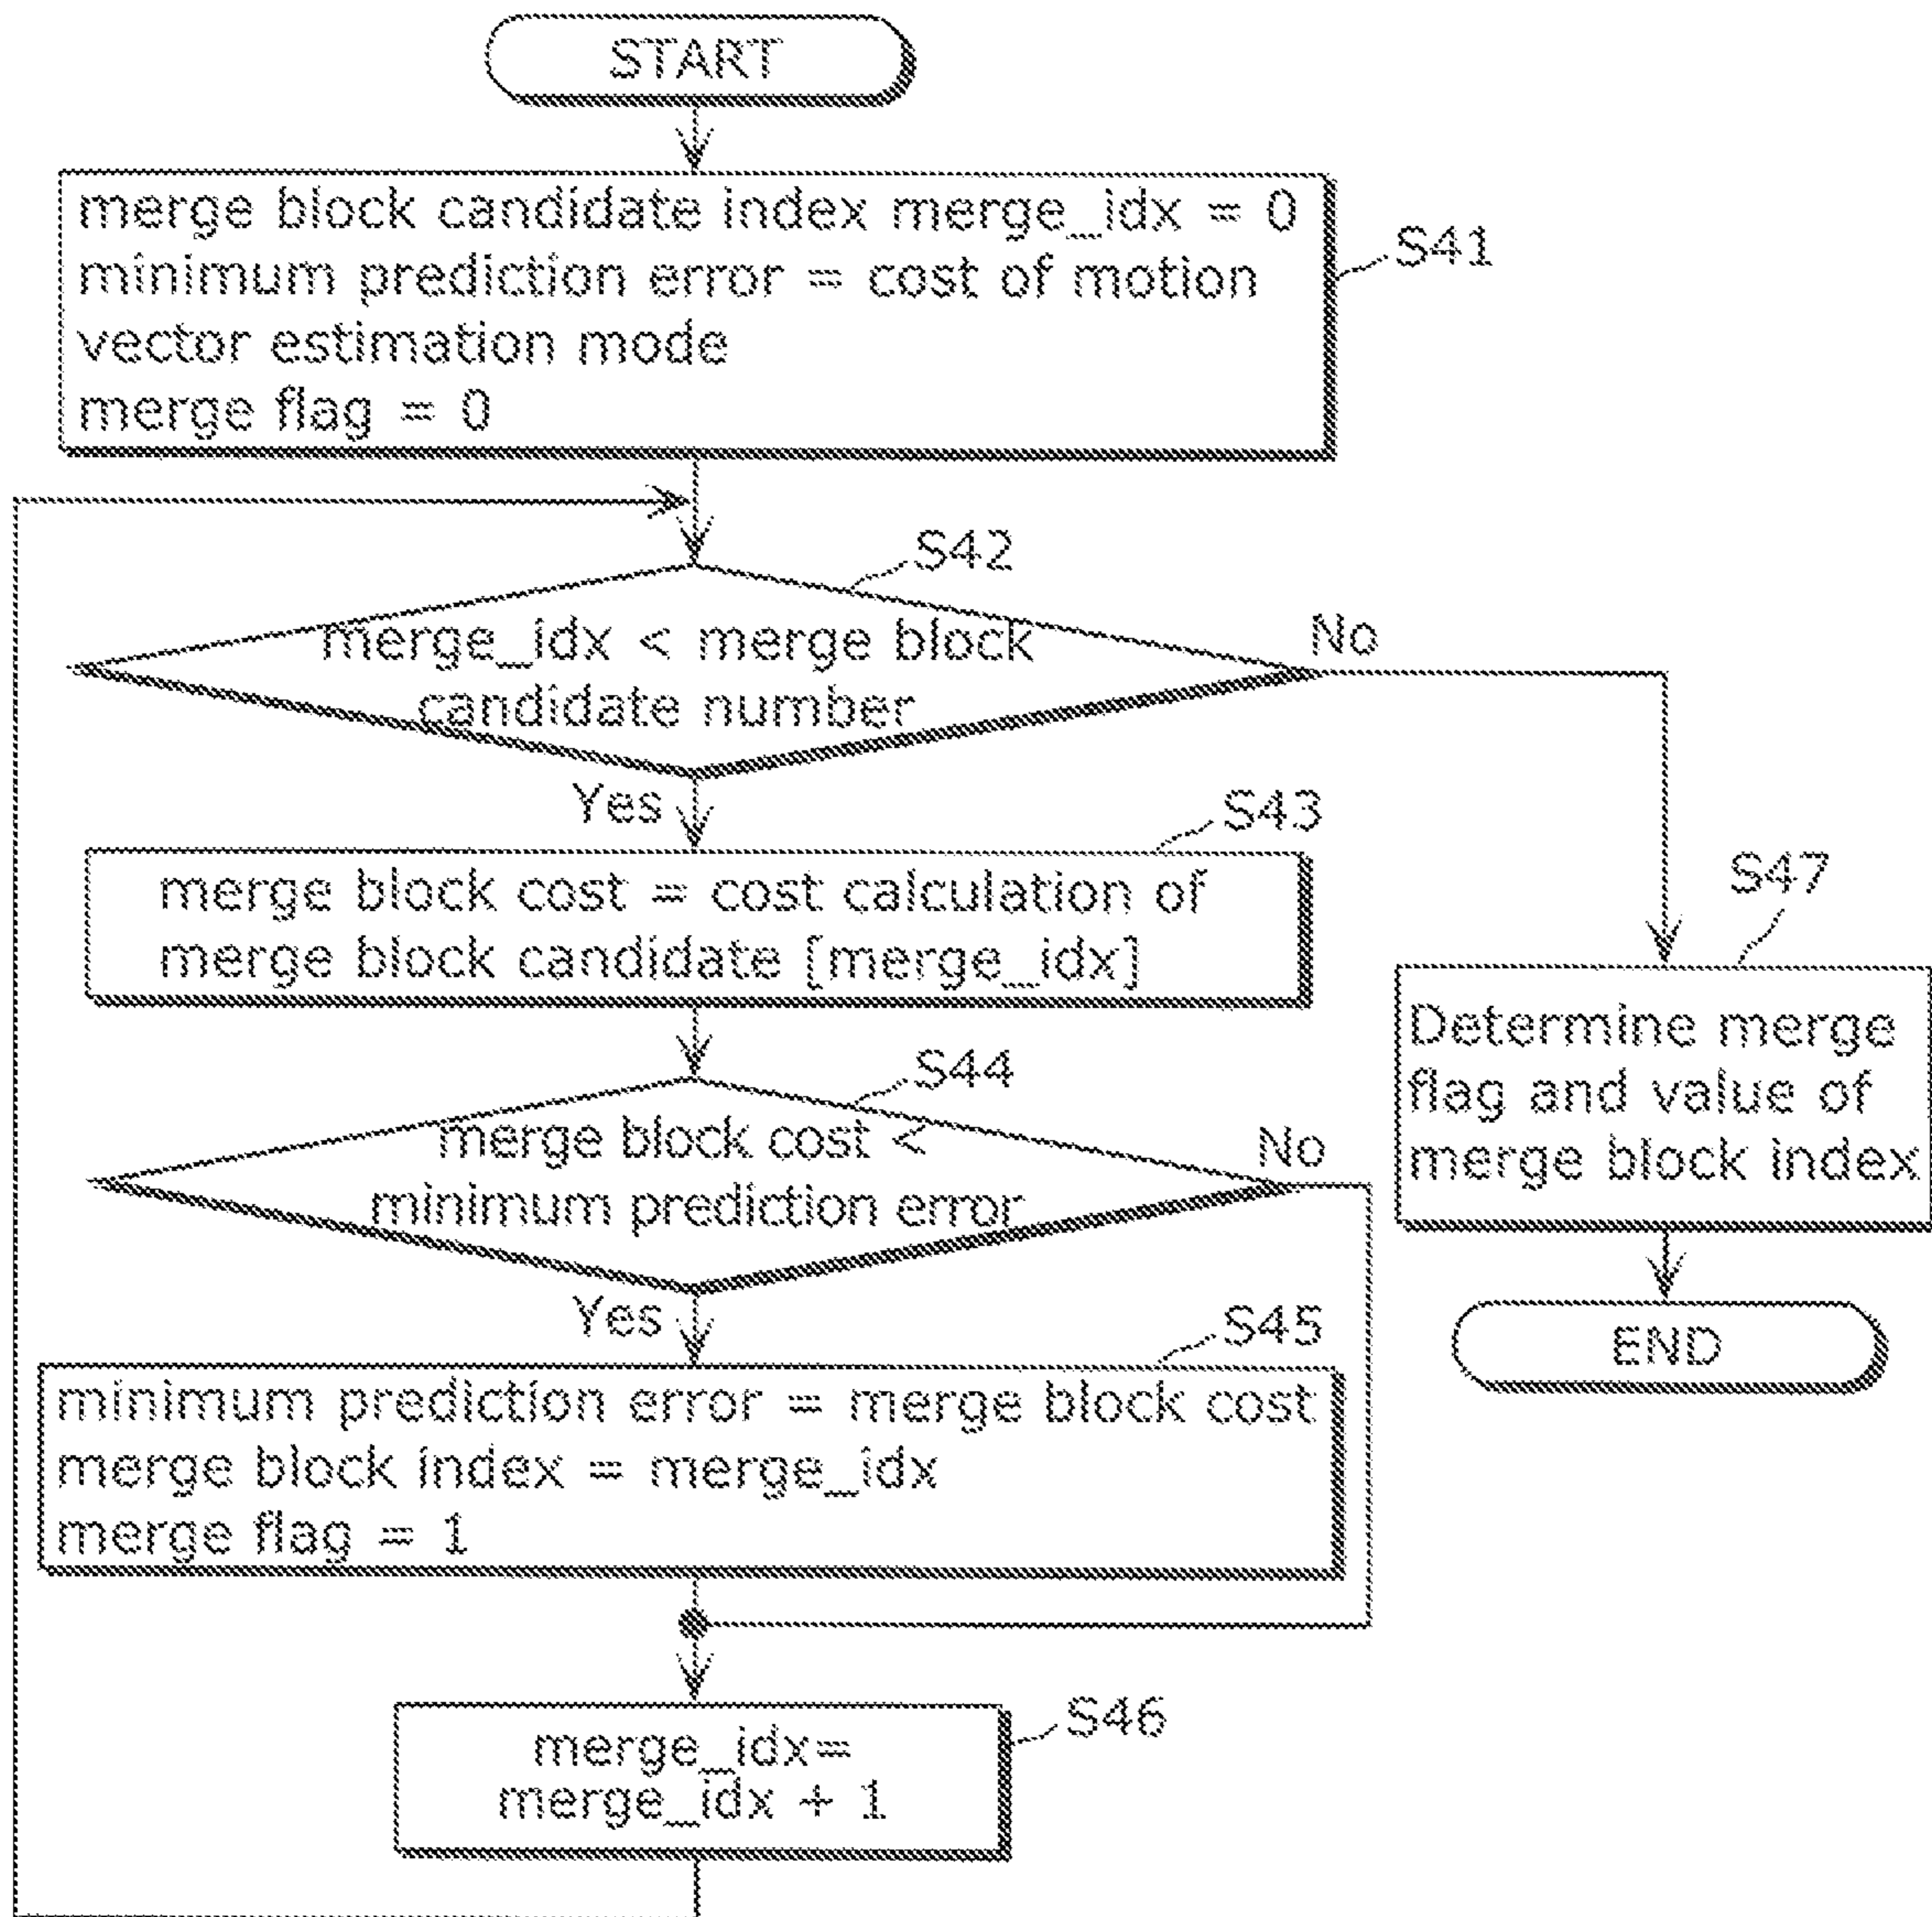 START
merge block candidate index merge_idx = 0
minimum prediction error = cost of motion
vector estimation mode
merge flag = 0
S41
S42
merge_idx < merge block
candidate number
No
Yes
S43
merge block cost = cost calculation of
merge block candidate [merge_idx]
S47
Determine merge
flag and value of
merge block index
END
S44
merge block cost <
minimum prediction error
No
Yes
S45
minimum prediction error = merge block cost
merge block index = merge_idx
merge flag = 1
S46
merge_idx=
merge_idx + 1